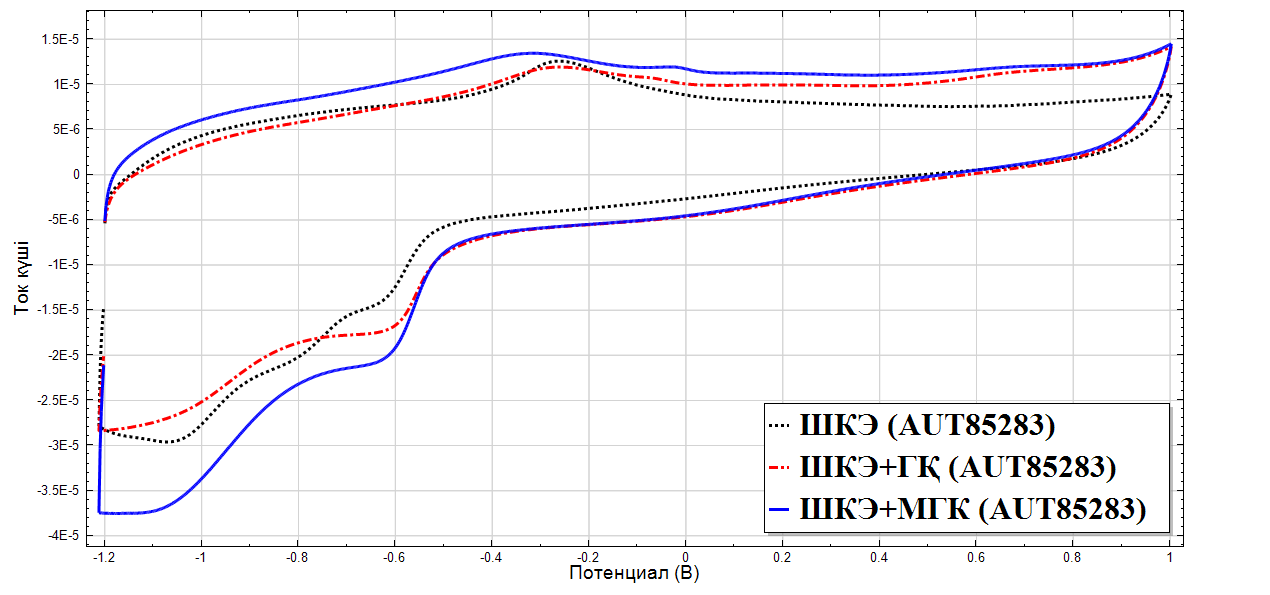 1.5E-5
1E-5
5E-6
0
-5E-6
-1E-5
-1.5E-5
-2E-5
-2.5E-5
-3E-5
-3.5E-5
-4E-5
Ток күші
ШКЭ (AUT85283)
ШКЭ+ГҚ (AUT85283)
ШКЭ+МГК (AUT85283)
-1.2 -1 -0.8 -0.6 -0.4 -0.2 0 0.2 0.4 0.6 0.8 1
Потенциал (В)